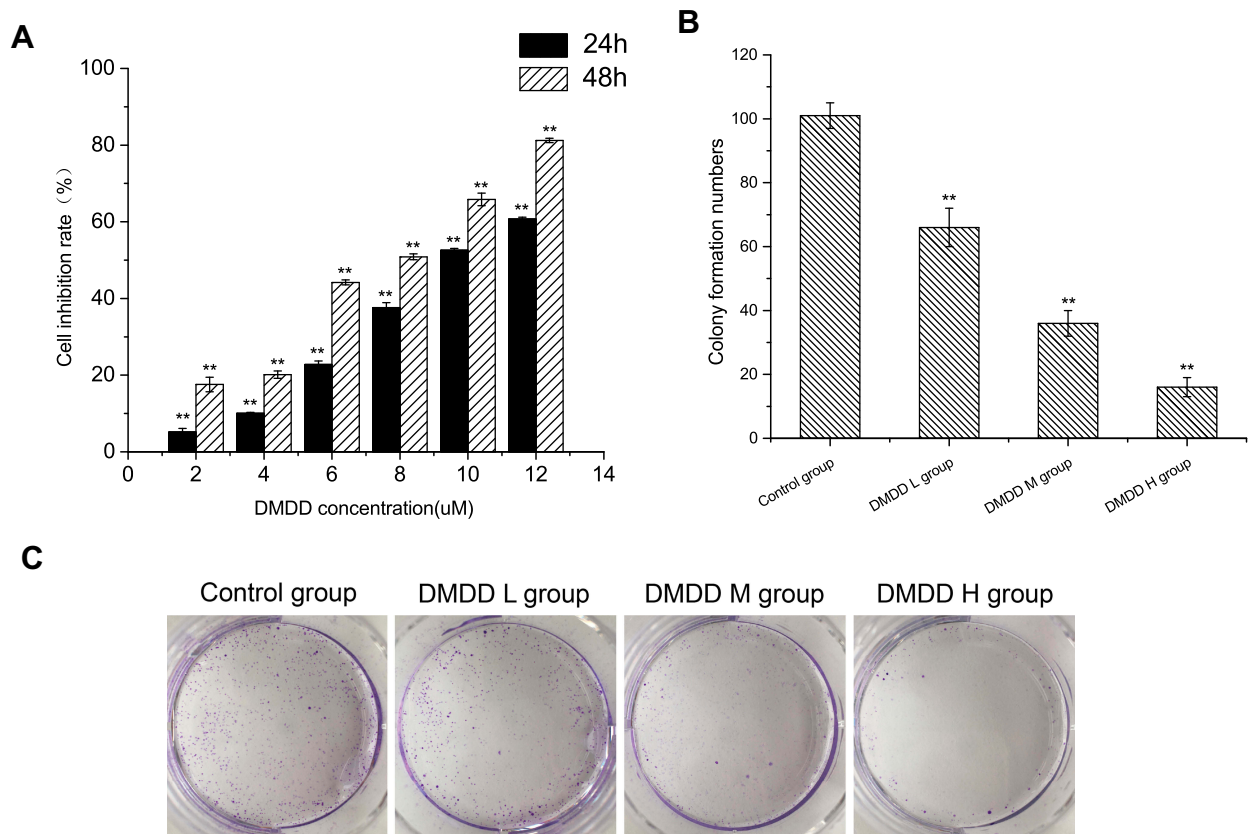 A
24h
48h
100
80
60
40
20
0
Cell inhibition rate（%）
** ** ** ** ** ** ** ** ** ** ** **
0 2 4 6 8 10 12 14
DMDD concentration(uM)
B
120
100
80
60
40
20
0
Colony formation numbers
** ** **
Control group
DMDD L group
DMDD M group
DMDD H group
C
Control group DMDD L group DMDD M group DMDD H group